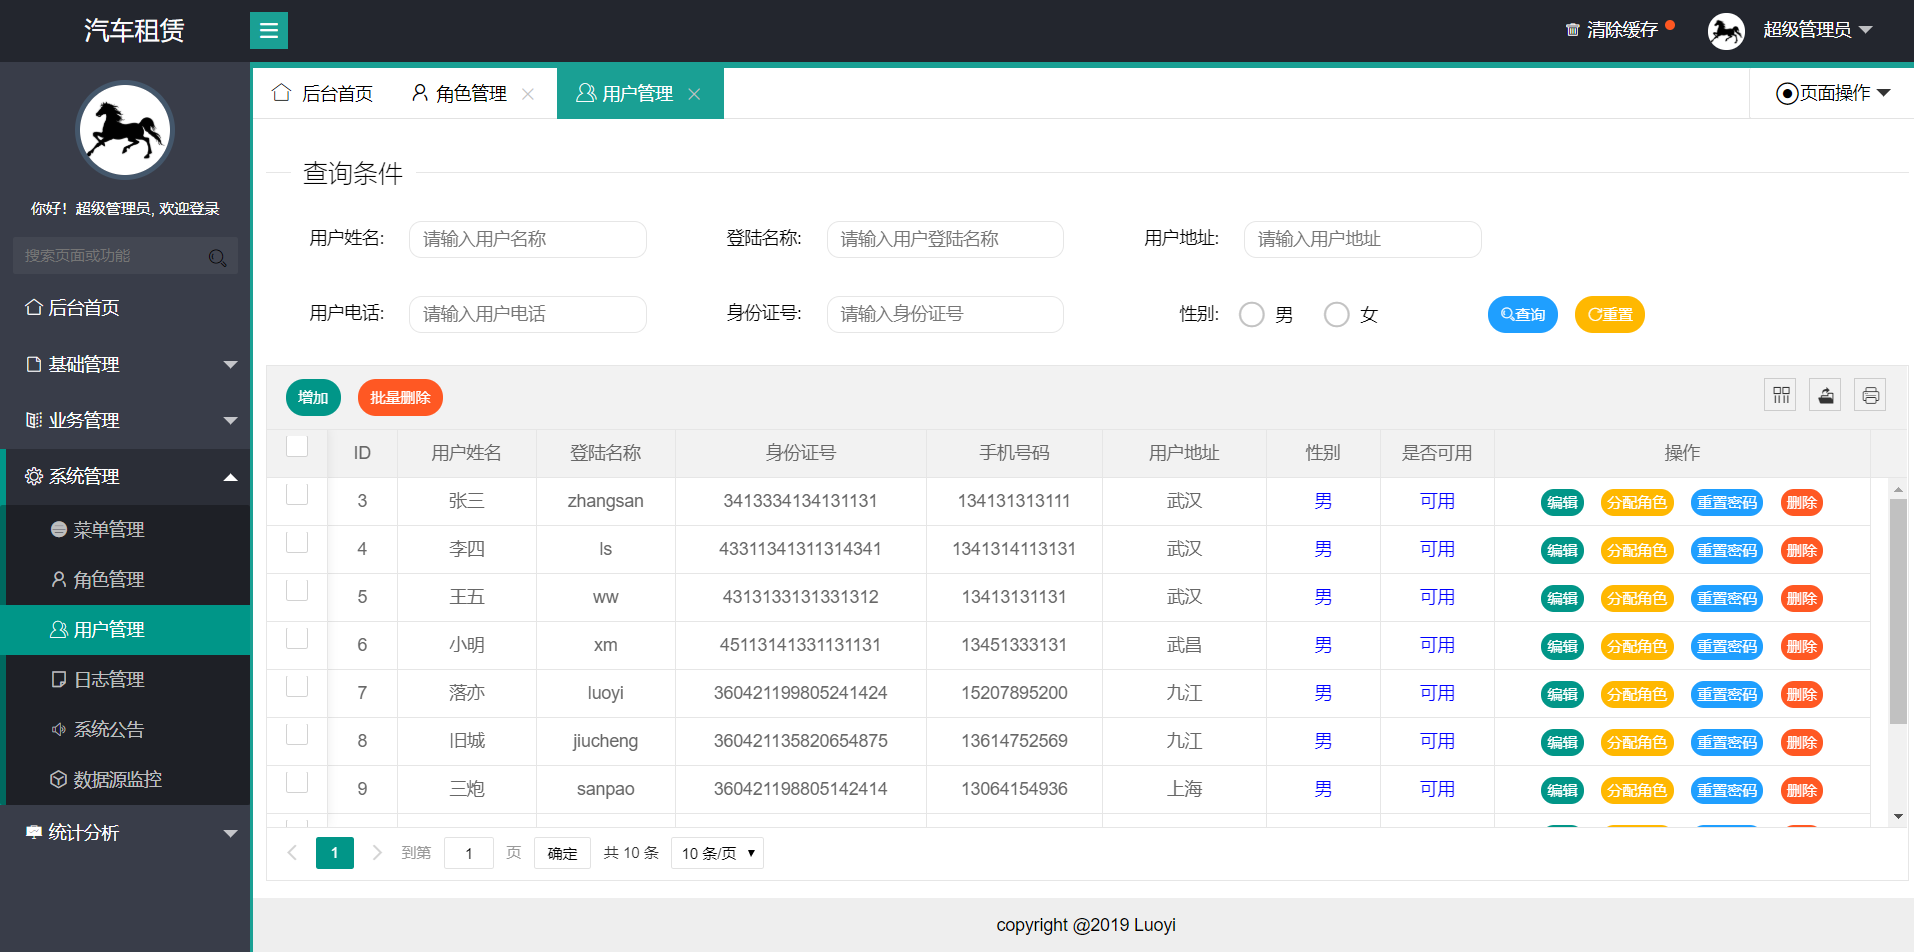 汽车租赁
清除缓存
超级管理员
你好！超级管理员, 欢迎登录
搜索页面或功能
后台首页
基础管理
业务管理
系统管理
菜单管理
角色管理
用户管理
日志管理
系统公告
数据源监控
统计分析
后台首页 角色管理 用户管理 页面操作
查询条件
用户姓名: 请输入用户名称 登陆名称: 请输入用户登陆名称 用户地址: 请输入用户地址
用户电话: 请输入用户电话 身份证号: 请输入身份证号 性别: 男 女 查询 重置
增加 批量删除
ID 用户姓名 登陆名称 身份证号 手机号码 用户地址 性别 是否可用 操作
3 张三 zhangsan 3413334134131131 134131313111 武汉 男 可用 编辑 分配角色 重置密码 删除
4 李四 ls 43311341311314341 1341314113131 武汉 男 可用 编辑 分配角色 重置密码 删除
5 王五 ww 4313133131331312 13413131131 武汉 男 可用 编辑 分配角色 重置密码 删除
6 小明 xm 45113141331131131 13451333131 武昌 男 可用 编辑 分配角色 重置密码 删除
7 落亦 luoyi 360421199805241424 15207895200 九江 男 可用 编辑 分配角色 重置密码 删除
8 旧城 jiucheng 360421135820654875 13614752569 九江 男 可用 编辑 分配角色 重置密码 删除
9 三炮 sanpao 360421198805142414 13064154936 上海 男 可用 编辑 分配角色 重置密码 删除
1 到第 1 页 确定 共 10 条 10 条/页
copyright @2019 Luoyi